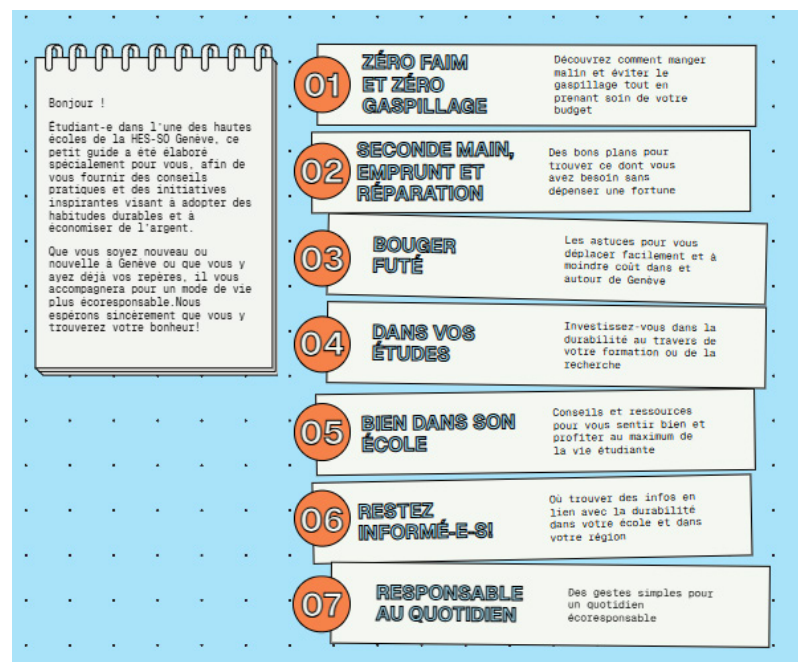 Bonjour !
Étudiant-e dans l'une des hautes
écoles de la HES-SO Genève, ce
petit guide a été élaboré
spécialement pour vous, afin de
vous fournir des conseils
pratiques et des initiatives
inspirantes visant à adopter des
habitudes durables et à
économiser de l'argent.
Que vous soyez nouveau ou
nouvelle à Genève ou que vous y
ayez déjà vos repères, il vous
accompagnera pour un mode de vie
plus écoresponsable.Nous
espérons sincèrement que vous y
trouverez votre bonheur!
01
ZÉRO FAIM
ET ZÉRO
GASPILLAGE
Découvrez comment manger
malin et éviter le
gaspillage tout en
prenant soin de votre
budget
02
SECONDE MAIN,
EMPRUNT ET
RÉPARATION
Des bons plans pour
trouver ce dont vous
avez besoin sans
dépenser une fortune
03
BOUGER
FUTÉ
Les astuces pour vous
déplacer facilement et à
moindre coût dans et
autour de Genève
04
DANS VOS
ÉTUDES
Investissez-vous dans la
durabilité au travers de
votre formation ou de la
recherche
05
BIEN DANS SON
ÉCOLE
Conseils et ressources
pour vous sentir bien et
profiter au maximum de
la vie étudiante
06
RESTEZ
INFORMÉ-E-S!
Où trouver des infos en
lien avec la durabilité
dans votre école et dans
votre région
07
RESPONSABLE
AU QUOTIDIEN
Des gestes simples pour
un quotidien
écoresponsable